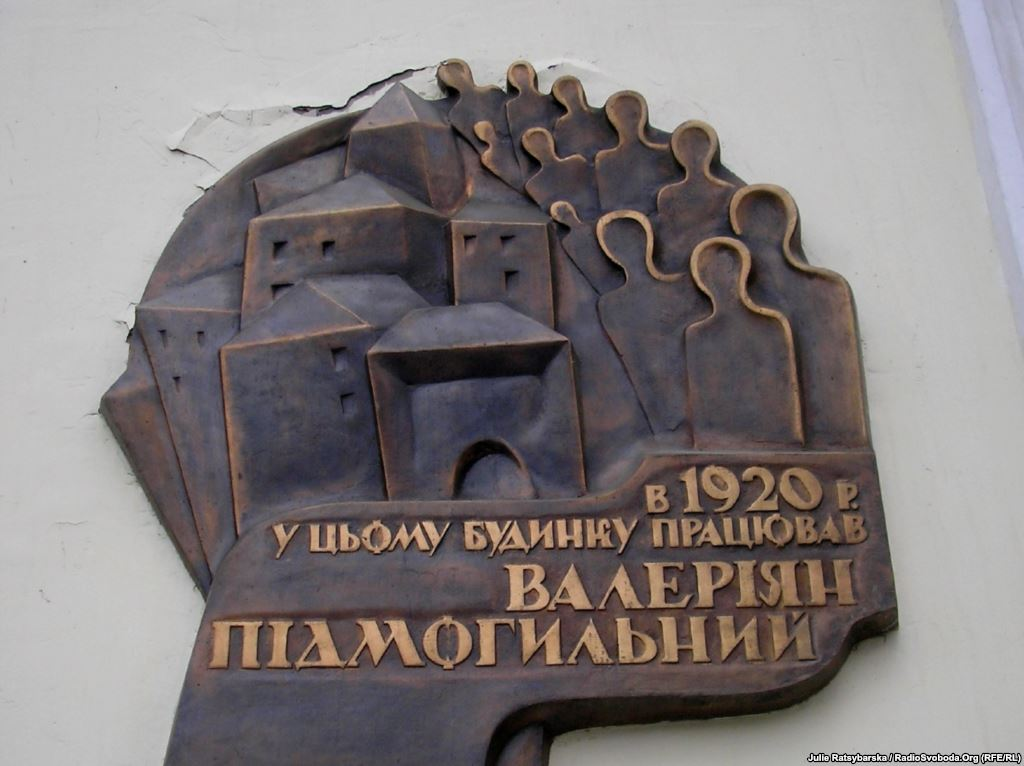 в 1920 р.
у цьому будинку працював
ВАЛЕРІЯН
ПІДМОГИЛЬНИЙ
Julie Ratsybarska / RadioSvoboda.Org (RFE/RL)